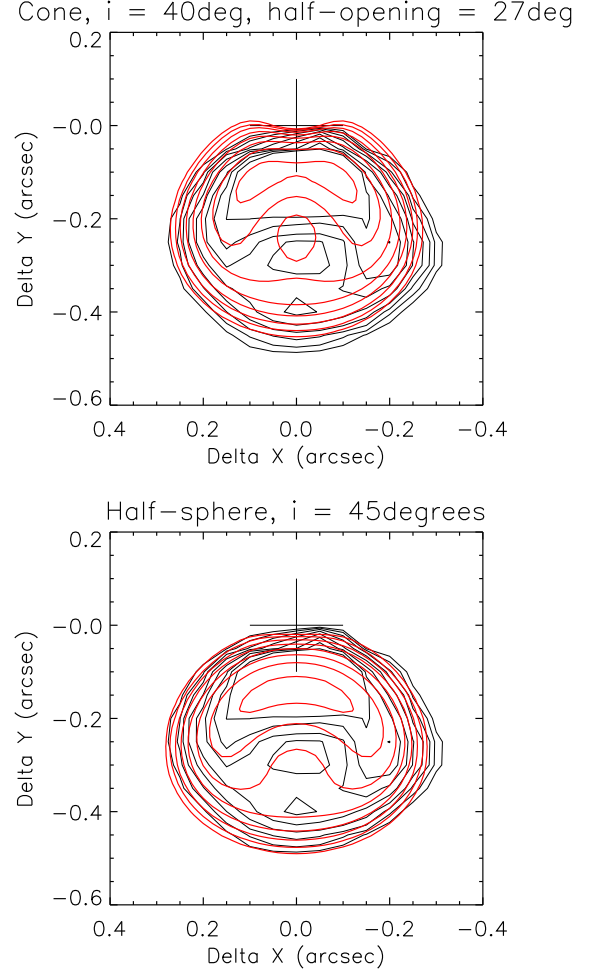 Cone, i = 40deg, half-opening = 27deg
0.2
-0.0
-0.2
-0.4
-0.6
Delta Y (arcsec)
0.4 0.2 0.0 -0.2 -0.4
Delta X (arcsec)
Half-sphere, i = 45degrees
0.2
-0.0
-0.2
-0.4
-0.6
Delta Y (arcsec)
0.4 0.2 0.0 -0.2 -0.4
Delta X (arcsec)